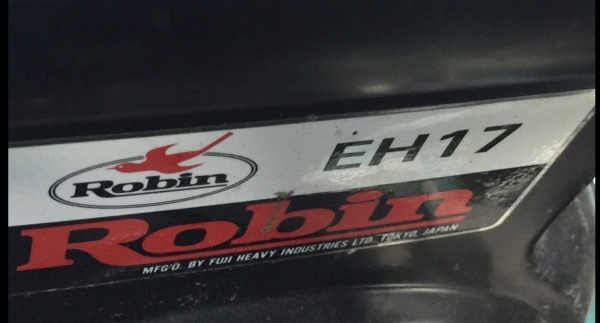 Robin
EH17
Robin
MFG'D. BY FUJI HEAVY INDUSTRIES LTD. TOKYO, JAPAN